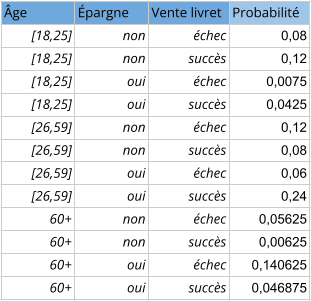 Âge Épargne Vente livret Probabilité
[18,25] non échec 0,08
[18,25] non succès 0,12
[18,25] oui échec 0,0075
[18,25] oui succès 0,0425
[26,59] non échec 0,12
[26,59] non succès 0,08
[26,59] oui échec 0,06
[26,59] oui succès 0,24
60+ non échec 0,05625
60+ non succès 0,00625
60+ oui échec 0,140625
60+ oui succès 0,046875